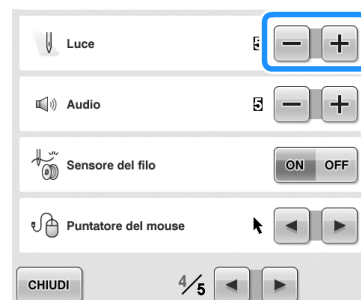 Luce 5 − +
Audio 5 − +
Sensore del filo ON OFF
Puntatore del mouse
CHIUDI 4/5